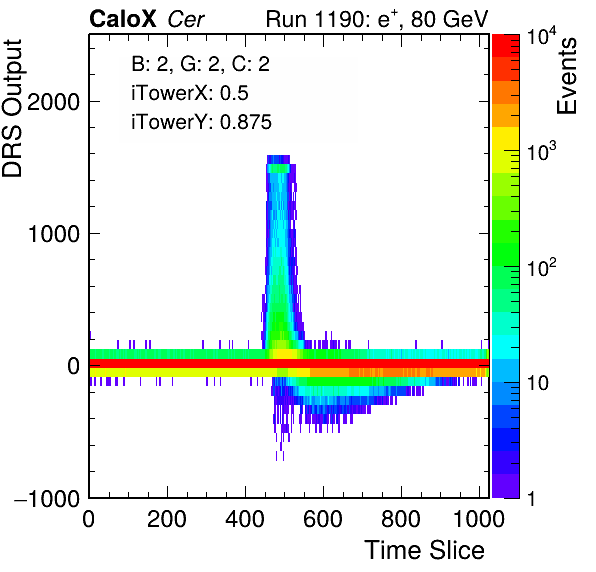 CaloX Cer Run 1190: e⁺, 80 GeV
B: 2, G: 2, C: 2
iTowerX: 0.5
iTowerY: 0.875
DRS Output
2000
1000
0
−1000
0 200 400 600 800 1000
Time Slice
Events
10⁴
10³
10²
10
1